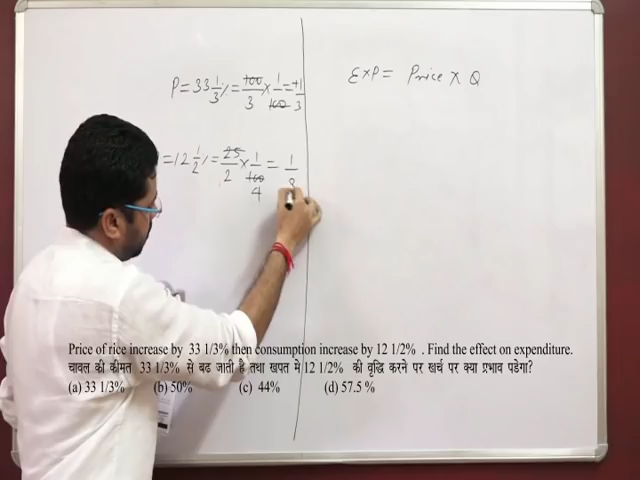 P = 33 1/3 % = 100/3 × 1/100 = +1/3
ExP = Price × Q
= 12 1/2 % = 25/2 × 1/100 = 1/8
4
Price of rice increase by 33 1/3% then consumption increase by 12 1/2% . Find the effect on expenditure.
चावल की कीमत 33 1/3% से बढ जाती है तथा खपत मे 12 1/2% की वृद्धि करने पर खर्च पर क्या प्रभाव पडेगा?
(a) 33 1/3% (b) 50% (c) 44% (d) 57.5 %